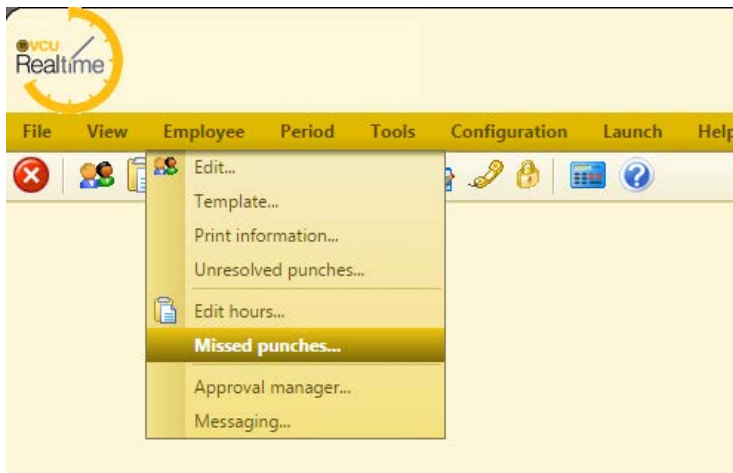 VCU
Realtime
File View Employee Period Tools Configuration Launch Help
Edit...
Template...
Print information...
Unresolved punches...
Edit hours...
Missed punches...
Approval manager...
Messaging...